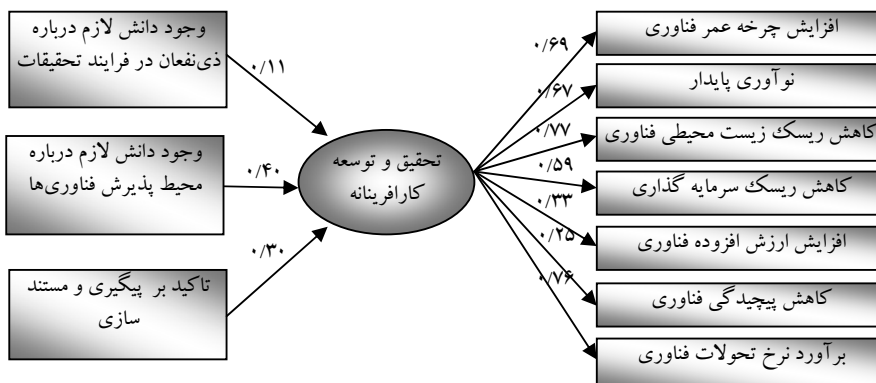 وجود دانش لازم درباره
ذی‌نفعان در فرایند تحقیقات
وجود دانش لازم درباره
محیط پذیرش فناوری‌ها
تاکید بر پیگیری و مستند
سازی
۰/۱۱
۰/۴۰
۰/۳۰
تحقیق و توسعه
کارافرینانه
۰/۶۹
۰/۶۷
۰/۷۷
۰/۵۹
۰/۳۳
۰/۲۵
۰/۷۶
افزایش چرخه عمر فناوری
نوآوری پایدار
کاهش ریسک زیست محیطی فناوری
کاهش ریسک سرمایه گذاری
افزایش ارزش افزوده فناوری
کاهش پیچیدگی فناوری
برآورد نرخ تحولات فناوری